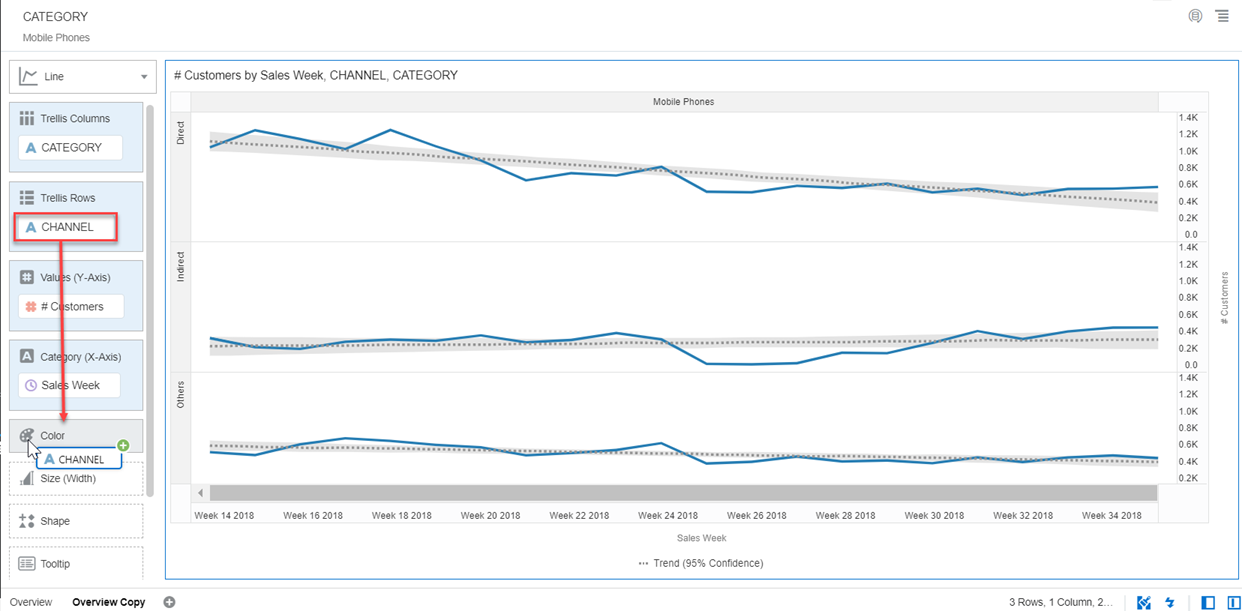 CATEGORY
Mobile Phones
Line
Trellis Columns
A CATEGORY
Trellis Rows
A CHANNEL
Values (Y-Axis)
# Customers
A Category (X-Axis)
Sales Week
Color
A CHANNEL
Size (Width)
Shape
Tooltip
# Customers by Sales Week, CHANNEL, CATEGORY
Mobile Phones
Direct
1.4K
1.2K
1.0K
0.8K
0.6K
0.4K
0.2K
0.0
Indirect
1.4K
1.2K
1.0K
0.8K
0.6K
0.4K
0.2K
0.0
Others
1.4K
1.2K
1.0K
0.8K
0.6K
0.4K
0.2K
# Customers
Week 14 2018 Week 16 2018 Week 18 2018 Week 20 2018 Week 22 2018 Week 24 2018 Week 26 2018 Week 28 2018 Week 30 2018 Week 32 2018 Week 34 2018
Sales Week
Trend (95% Confidence)
Overview Overview Copy 3 Rows, 1 Column, 2...